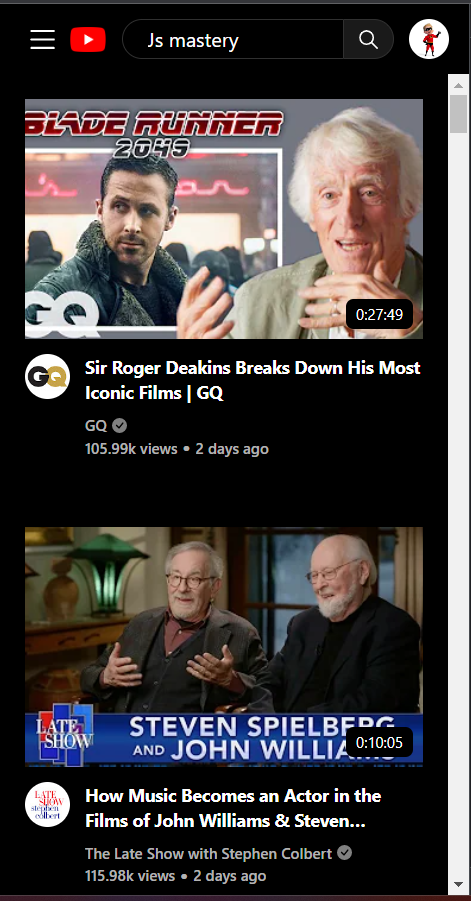 Js mastery
BLADE RUNNER
2049
GQ
0:27:49
GQ
Sir Roger Deakins Breaks Down His Most
Iconic Films | GQ
GQ
105.99k views • 2 days ago
LATE
SHOW
STEVEN SPIELBERG
AND JOHN WILLIAMS
0:10:05
LATE
SHOW
stephen
colbert
How Music Becomes an Actor in the
Films of John Williams & Steven...
The Late Show with Stephen Colbert
115.98k views • 2 days ago